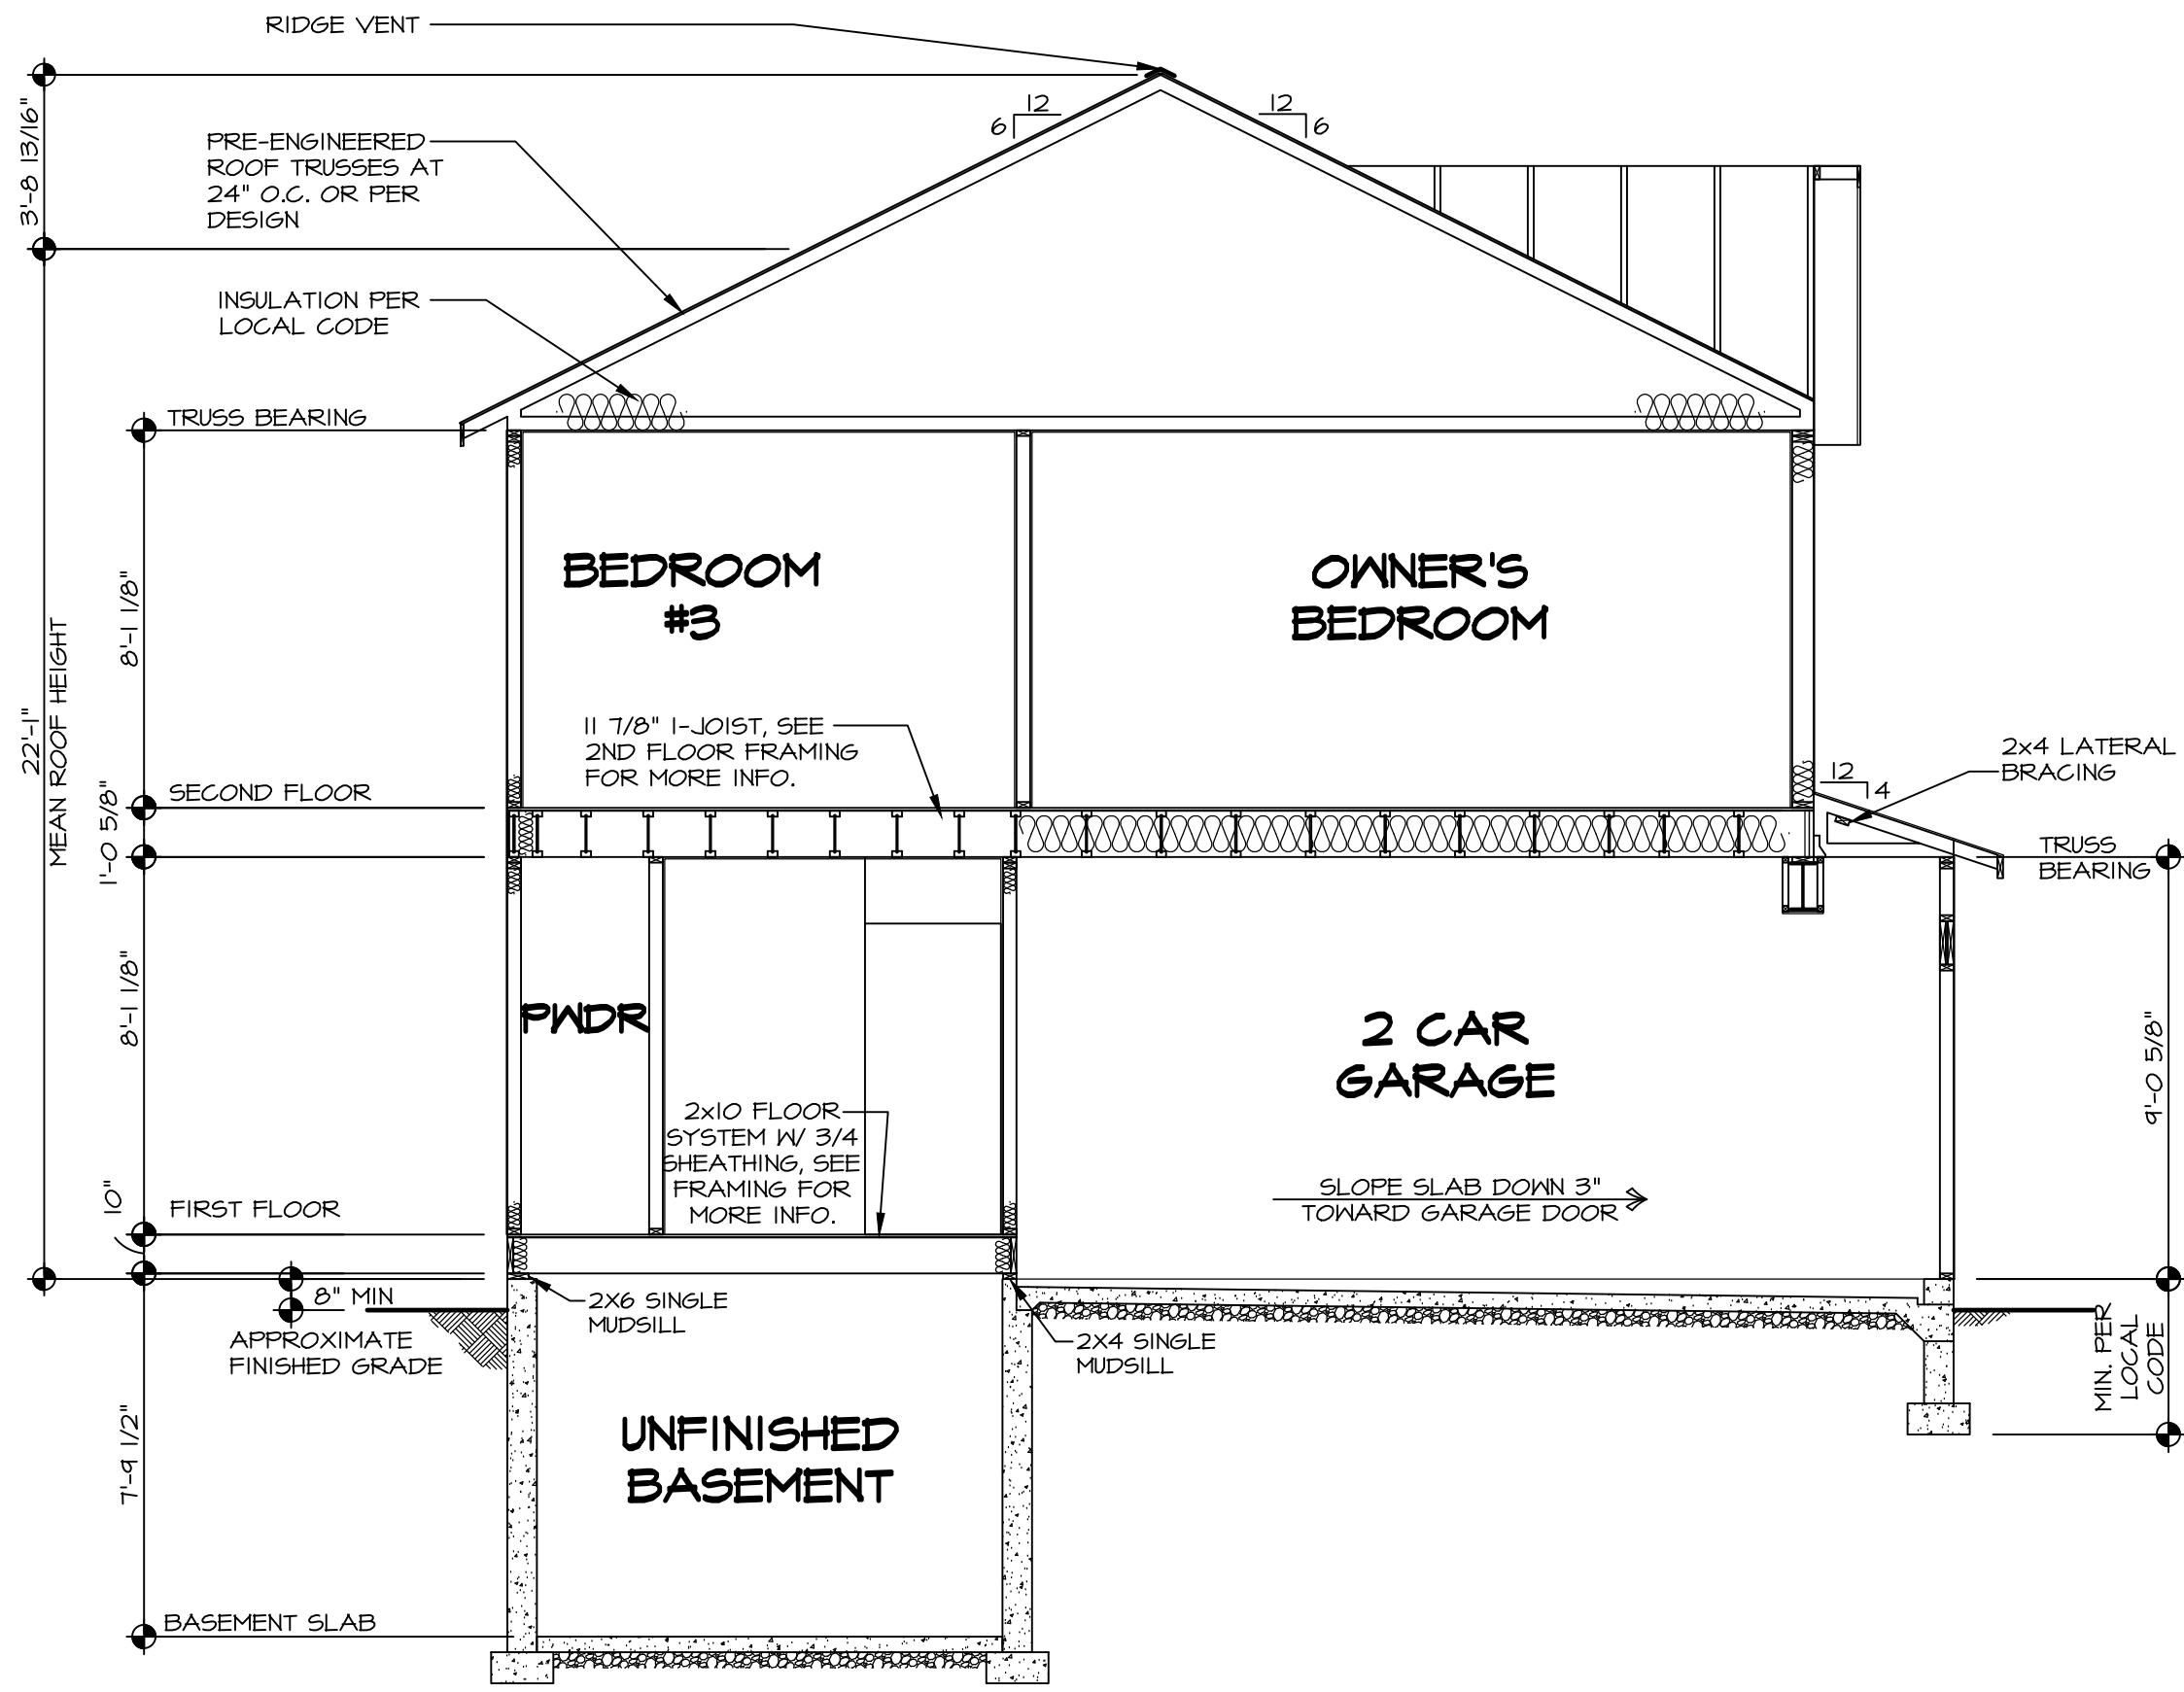 RIDGE VENT
12
6
12
6
3'-8 13/16"
PRE-ENGINEERED
ROOF TRUSSES AT
24" O.C. OR PER
DESIGN
INSULATION PER
LOCAL CODE
TRUSS BEARING
8'-1 1/8"
BEDROOM
#3
OWNER'S
BEDROOM
22'-1"
MEAN ROOF HEIGHT
11 7/8" I-JOIST, SEE
2ND FLOOR FRAMING
FOR MORE INFO.
2x4 LATERAL
BRACING
12
4
SECOND FLOOR
1'-0 5/8"
TRUSS
BEARING
8'-1 1/8"
PWDR
2 CAR
GARAGE
9'-0 5/8"
2x10 FLOOR
SYSTEM W/ 3/4
SHEATHING, SEE
FRAMING FOR
MORE INFO.
SLOPE SLAB DOWN 3"
TOWARD GARAGE DOOR
10"
FIRST FLOOR
8" MIN
APPROXIMATE
FINISHED GRADE
2X6 SINGLE
MUDSILL
2X4 SINGLE
MUDSILL
MIN. PER
LOCAL
CODE
7'-9 1/2"
UNFINISHED
BASEMENT
BASEMENT SLAB